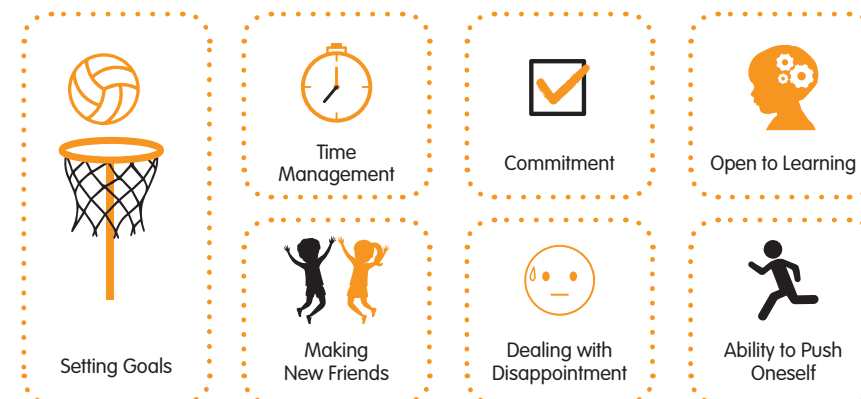 Time
Management
Commitment
Open to Learning
Setting Goals
Making
New Friends
Dealing with
Disappointment
Ability to Push
Oneself